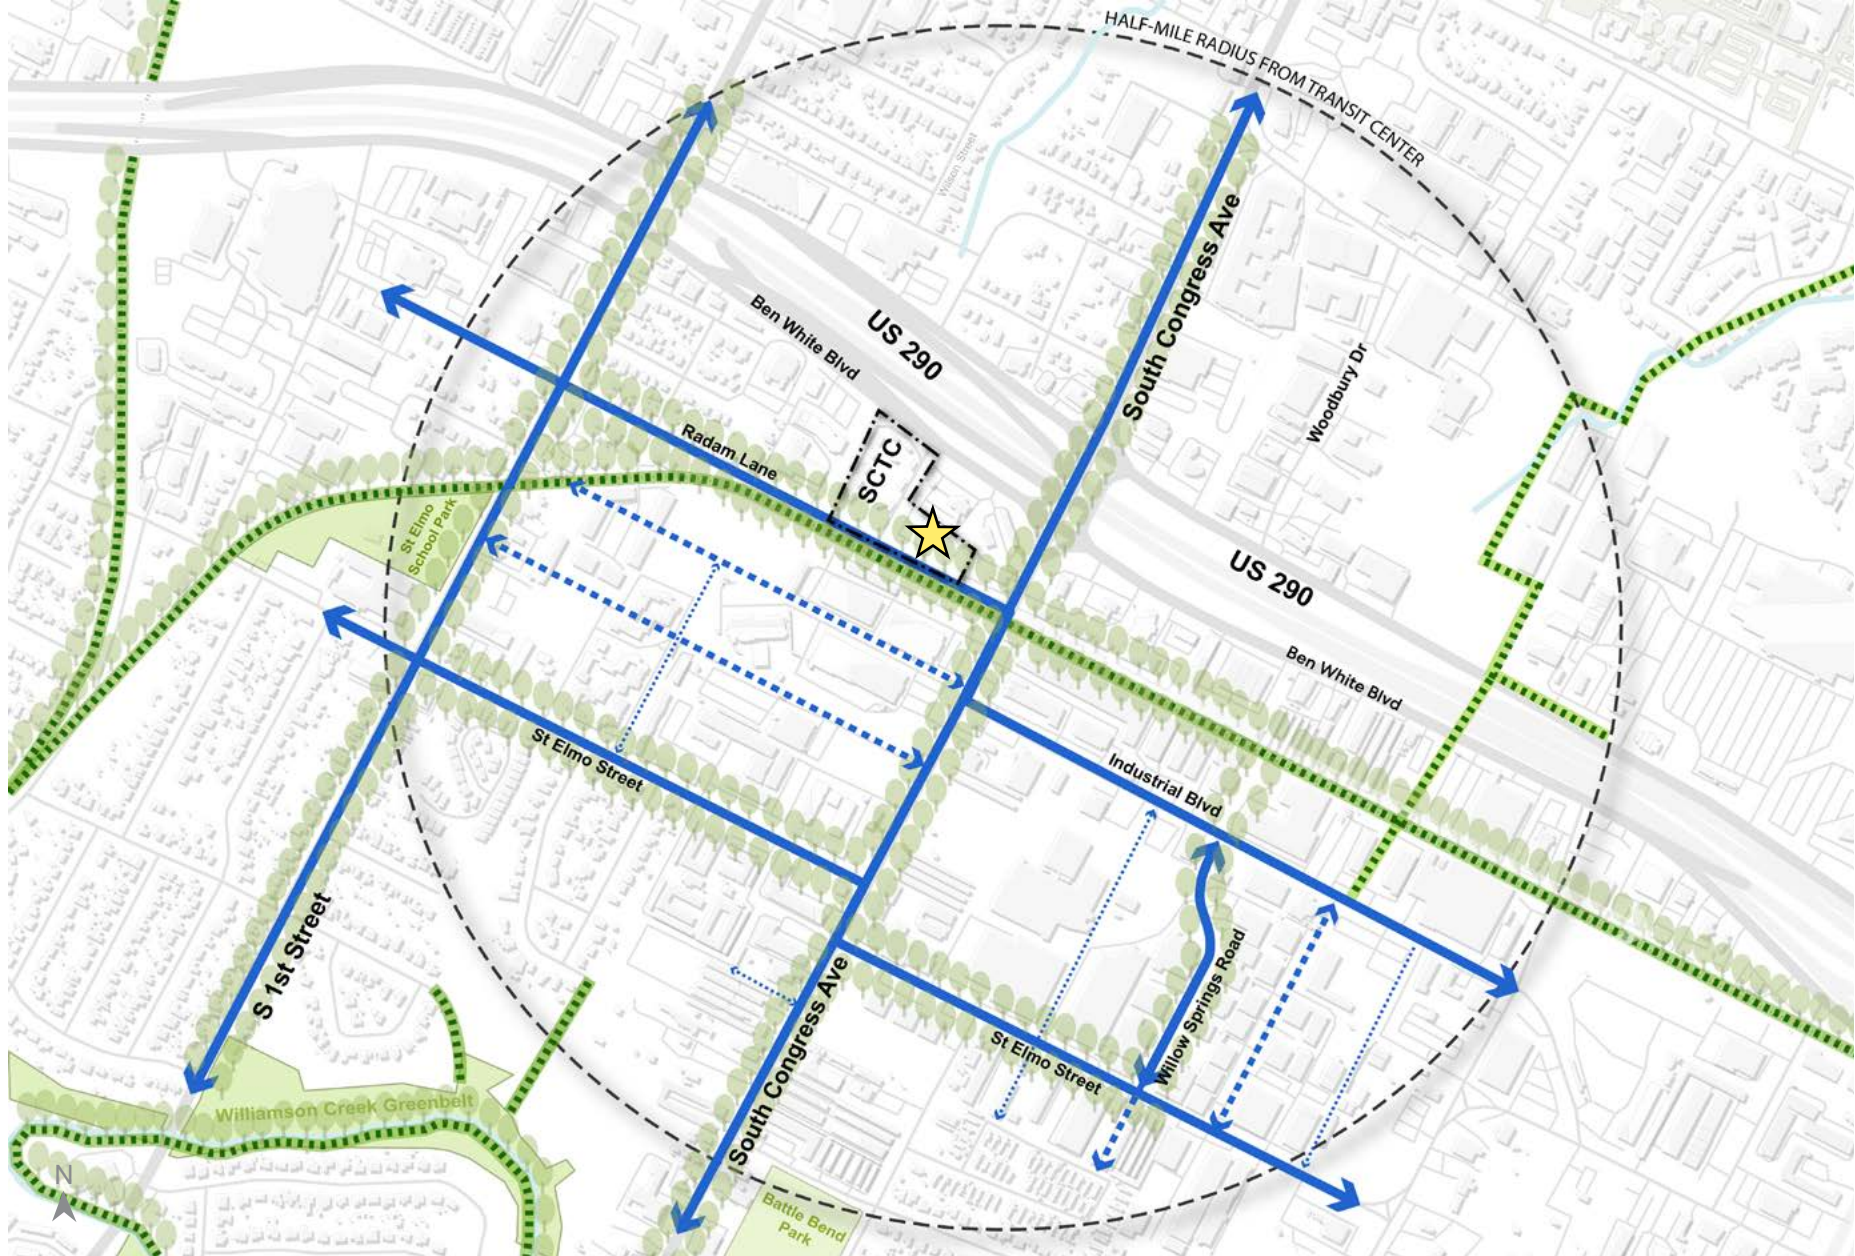 HALF-MILE RADIUS FROM TRANSIT CENTER
Wilson Street
South Congress Ave
Ben White Blvd
US 290
Woodbury Dr
Radam Lane
SCTC
St Elmo
School Park
US 290
Ben White Blvd
St Elmo Street
Industrial Blvd
S 1st Street
Willow Springs Road
South Congress Ave
St Elmo Street
Williamson Creek Greenbelt
N
Battle Bend
Park